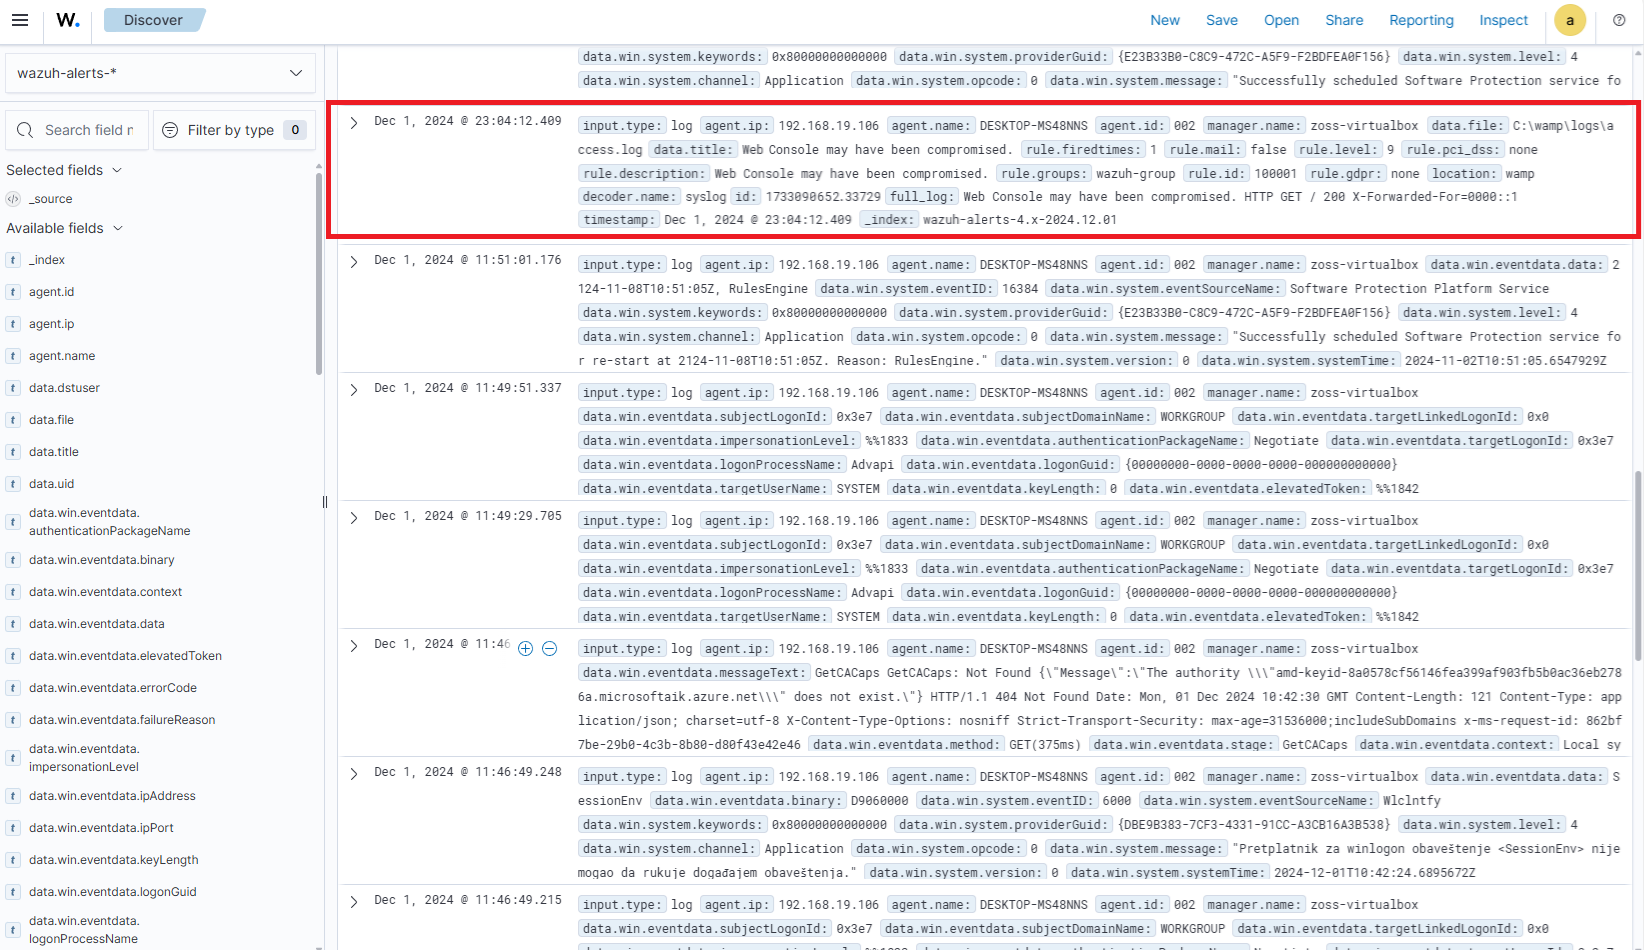 W. Discover New Save Open Share Reporting Inspect a
wazuh-alerts-*
Search field n Filter by type 0
Selected fields
_source
Available fields
_index
agent.id
agent.ip
agent.name
data.dstuser
data.file
data.title
data.uid
data.win.eventdata.
authenticationPackageName
data.win.eventdata.binary
data.win.eventdata.context
data.win.eventdata.data
data.win.eventdata.elevatedToken
data.win.eventdata.errorCode
data.win.eventdata.failureReason
data.win.eventdata.
impersonationLevel
data.win.eventdata.ipAddress
data.win.eventdata.ipPort
data.win.eventdata.keyLength
data.win.eventdata.logonGuid
data.win.eventdata.
logonProcessName
data.win.system.keywords: 0x80000000000000 data.win.system.providerGuid: {E23B33B0-C8C9-472C-A5F9-F2BDFEA0F156} data.win.system.level: 4
data.win.system.channel: Application data.win.system.opcode: 0 data.win.system.message: "Successfully scheduled Software Protection service fo
Dec 1, 2024 @ 23:04:12.409 input.type: log agent.ip: 192.168.19.106 agent.name: DESKTOP-MS48NNS agent.id: 002 manager.name: zoss-virtualbox data.file: C:\wamp\logs\a
ccess.log data.title: Web Console may have been compromised. rule.firedtimes: 1 rule.mail: false rule.level: 9 rule.pci_dss: none
rule.description: Web Console may have been compromised. rule.groups: wazuh-group rule.id: 100001 rule.gdpr: none location: wamp
decoder.name: syslog id: 1733090652.33729 full_log: Web Console may have been compromised. HTTP GET / 200 X-Forwarded-For=0000::1
timestamp: Dec 1, 2024 @ 23:04:12.409 _index: wazuh-alerts-4.x-2024.12.01
Dec 1, 2024 @ 11:51:01.176 input.type: log agent.ip: 192.168.19.106 agent.name: DESKTOP-MS48NNS agent.id: 002 manager.name: zoss-virtualbox data.win.eventdata.data: 2
124-11-08T10:51:05Z, RulesEngine data.win.system.eventID: 16384 data.win.system.eventSourceName: Software Protection Platform Service
data.win.system.keywords: 0x80000000000000 data.win.system.providerGuid: {E23B33B0-C8C9-472C-A5F9-F2BDFEA0F156} data.win.system.level: 4
data.win.system.channel: Application data.win.system.opcode: 0 data.win.system.message: "Successfully scheduled Software Protection service fo
r re-start at 2124-11-08T10:51:05Z. Reason: RulesEngine." data.win.system.version: 0 data.win.system.systemTime: 2024-11-02T10:51:05.6547929Z
Dec 1, 2024 @ 11:49:51.337 input.type: log agent.ip: 192.168.19.106 agent.name: DESKTOP-MS48NNS agent.id: 002 manager.name: zoss-virtualbox
data.win.eventdata.subjectLogonId: 0x3e7 data.win.eventdata.subjectDomainName: WORKGROUP data.win.eventdata.targetLinkedLogonId: 0x0
data.win.eventdata.impersonationLevel: %%1833 data.win.eventdata.authenticationPackageName: Negotiate data.win.eventdata.targetLogonId: 0x3e7
data.win.eventdata.logonProcessName: Advapi data.win.eventdata.logonGuid: {00000000-0000-0000-0000-000000000000}
data.win.eventdata.targetUserName: SYSTEM data.win.eventdata.keyLength: 0 data.win.eventdata.elevatedToken: %%1842
Dec 1, 2024 @ 11:49:29.705 input.type: log agent.ip: 192.168.19.106 agent.name: DESKTOP-MS48NNS agent.id: 002 manager.name: zoss-virtualbox
data.win.eventdata.subjectLogonId: 0x3e7 data.win.eventdata.subjectDomainName: WORKGROUP data.win.eventdata.targetLinkedLogonId: 0x0
data.win.eventdata.impersonationLevel: %%1833 data.win.eventdata.authenticationPackageName: Negotiate data.win.eventdata.targetLogonId: 0x3e7
data.win.eventdata.logonProcessName: Advapi data.win.eventdata.logonGuid: {00000000-0000-0000-0000-000000000000}
data.win.eventdata.targetUserName: SYSTEM data.win.eventdata.keyLength: 0 data.win.eventdata.elevatedToken: %%1842
Dec 1, 2024 @ 11:46 input.type: log agent.ip: 192.168.19.106 agent.name: DESKTOP-MS48NNS agent.id: 002 manager.name: zoss-virtualbox
data.win.eventdata.messageText: GetCACaps GetCACaps: Not Found {\"Message\":\"The authority \\\"amd-keyid-8a0578cf56146fea399af903fb5b0ac36eb278
6a.microsoftaik.azure.net\\\" does not exist.\"} HTTP/1.1 404 Not Found Date: Mon, 01 Dec 2024 10:42:30 GMT Content-Length: 121 Content-Type: app
lication/json; charset=utf-8 X-Content-Type-Options: nosniff Strict-Transport-Security: max-age=31536000;includeSubDomains x-ms-request-id: 862bf
7be-29b0-4c3b-8b80-d80f43e42e46 data.win.eventdata.method: GET(375ms) data.win.eventdata.stage: GetCACaps data.win.eventdata.context: Local sy
Dec 1, 2024 @ 11:46:49.248 input.type: log agent.ip: 192.168.19.106 agent.name: DESKTOP-MS48NNS agent.id: 002 manager.name: zoss-virtualbox data.win.eventdata.data: S
essionEnv data.win.eventdata.binary: D9060000 data.win.system.eventID: 6000 data.win.system.eventSourceName: Wlclntfy
data.win.system.keywords: 0x80000000000000 data.win.system.providerGuid: {DBE9B383-7CF3-4331-91CC-A3CB16A3B538} data.win.system.level: 4
data.win.system.channel: Application data.win.system.opcode: 0 data.win.system.message: "Pretplatnik za winlogon obaveštenje <SessionEnv> nije
mogao da rukuje događajem obaveštenja." data.win.system.version: 0 data.win.system.systemTime: 2024-12-01T10:42:24.6895672Z
Dec 1, 2024 @ 11:46:49.215 input.type: log agent.ip: 192.168.19.106 agent.name: DESKTOP-MS48NNS agent.id: 002 manager.name: zoss-virtualbox
data.win.eventdata.subjectLogonId: 0x3e7 data.win.eventdata.subjectDomainName: WORKGROUP data.win.eventdata.targetLinkedLogonId: 0x0